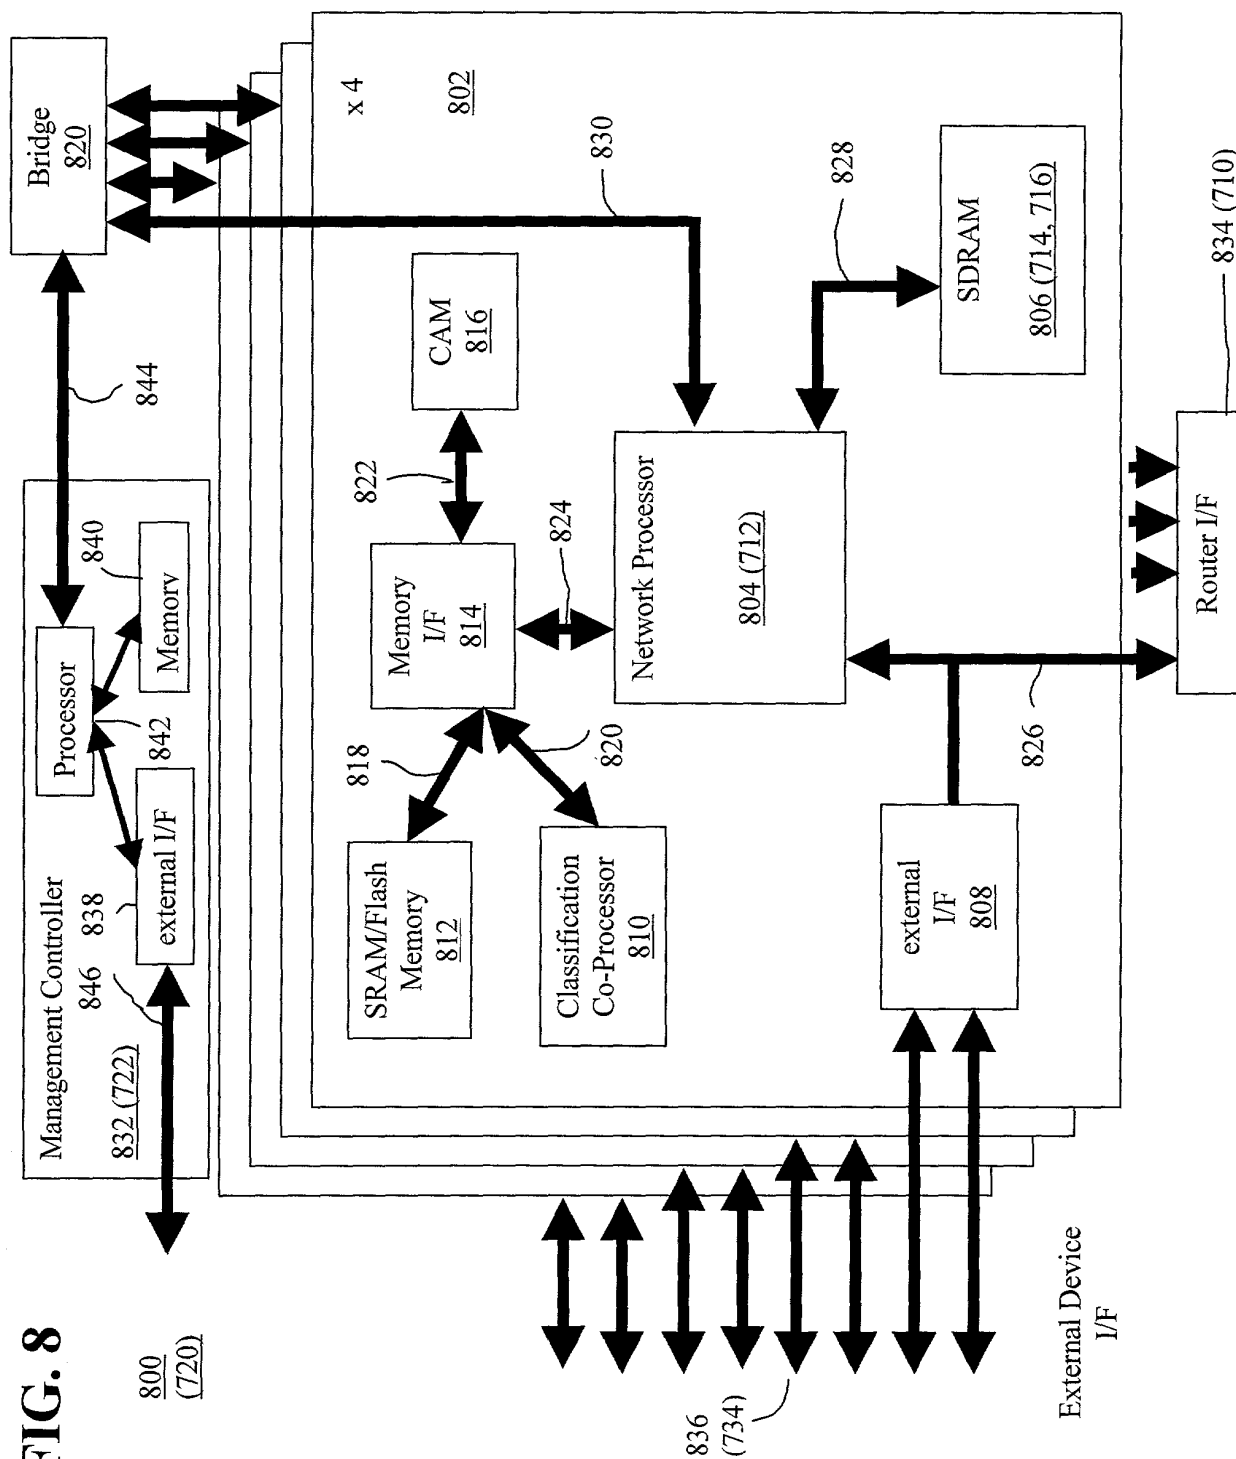 FIG. 8
800
(720)
Management Controller
832 (722)
846
838
external I/F
842
Processor
840
Memory
844
Bridge
820
x 4
802
SRAM/Flash
Memory
812
818
Memory
I/F
814
822
CAM
816
Classification
Co-Processor
810
820
824
830
Network Processor
804 (712)
828
SDRAM
806 (714, 716)
external
I/F
808
826
836
(734)
External Device
I/F
Router I/F
834 (710)